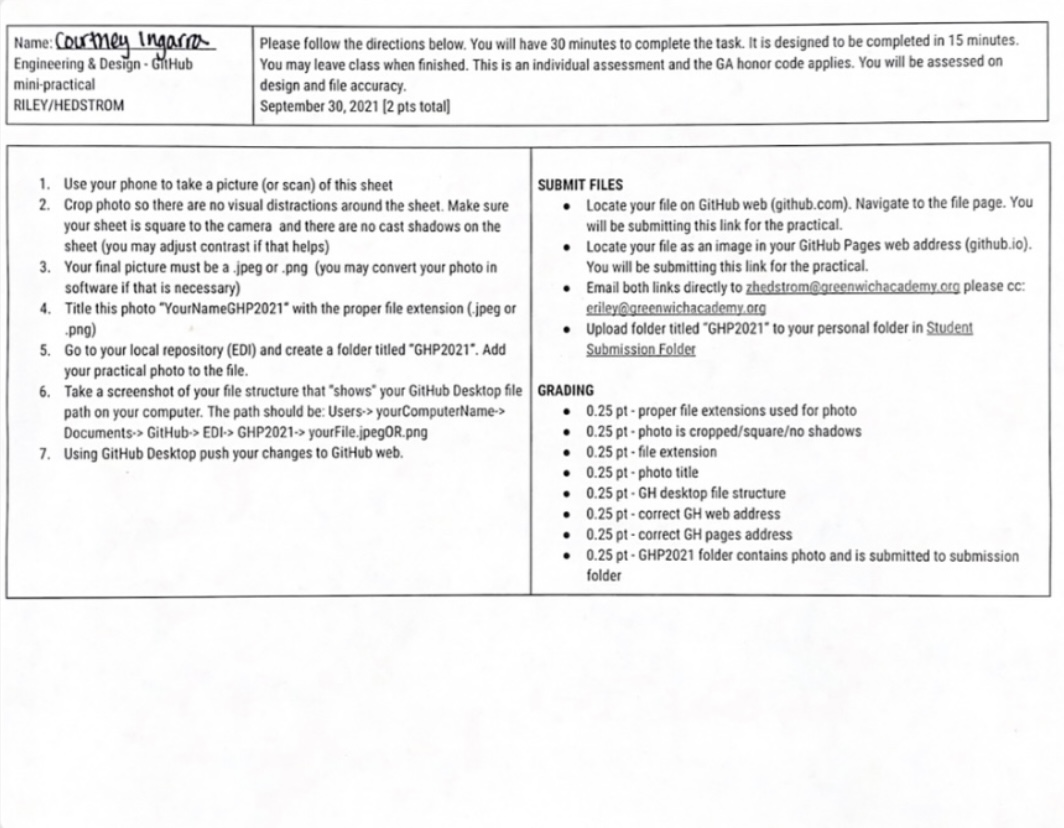 Name: Courtney Ingarra
Engineering & Design - GitHub
mini-practical
RILEY/HEDSTROM
Please follow the directions below. You will have 30 minutes to complete the task. It is designed to be completed in 15 minutes.
You may leave class when finished. This is an individual assessment and the GA honor code applies. You will be assessed on
design and file accuracy.
September 30, 2021 [2 pts total]
1. Use your phone to take a picture (or scan) of this sheet
2. Crop photo so there are no visual distractions around the sheet. Make sure
your sheet is square to the camera and there are no cast shadows on the
sheet (you may adjust contrast if that helps)
3. Your final picture must be a .jpeg or .png (you may convert your photo in
software if that is necessary)
4. Title this photo "YourNameGHP2021" with the proper file extension (.jpeg or
.png)
5. Go to your local repository (EDI) and create a folder titled "GHP2021". Add
your practical photo to the file.
6. Take a screenshot of your file structure that "shows" your GitHub Desktop file
path on your computer. The path should be: Users-> yourComputerName->
Documents-> GitHub-> EDI-> GHP2021-> yourFile.jpegOR.png
7. Using GitHub Desktop push your changes to GitHub web.
SUBMIT FILES
● Locate your file on GitHub web (github.com). Navigate to the file page. You
will be submitting this link for the practical.
● Locate your file as an image in your GitHub Pages web address (github.io).
You will be submitting this link for the practical.
● Email both links directly to zhedstrom@greenwichacademy.org please cc:
eriley@greenwichacademy.org
● Upload folder titled "GHP2021" to your personal folder in Student
Submission Folder
GRADING
● 0.25 pt - proper file extensions used for photo
● 0.25 pt - photo is cropped/square/no shadows
● 0.25 pt - file extension
● 0.25 pt - photo title
● 0.25 pt - GH desktop file structure
● 0.25 pt - correct GH web address
● 0.25 pt - correct GH pages address
● 0.25 pt - GHP2021 folder contains photo and is submitted to submission
folder